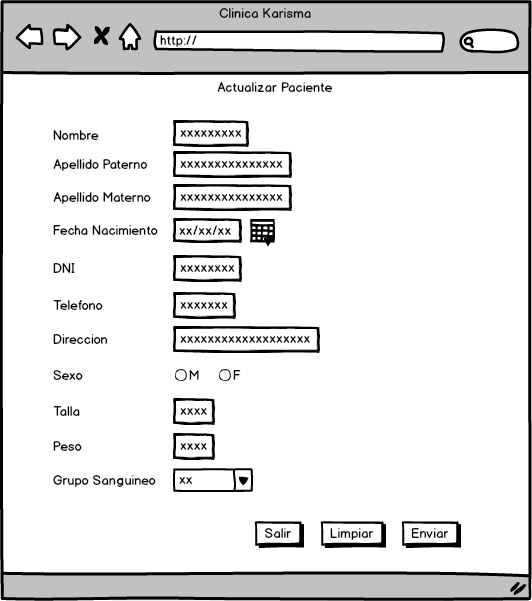 Clinica Karisma
http://
Actualizar Paciente
Nombre xxxxxxxxx
Apellido Paterno xxxxxxxxxxxxxxx
Apellido Materno xxxxxxxxxxxxxxx
Fecha Nacimiento xx/xx/xx
DNI xxxxxxxx
Telefono xxxxxxx
Direccion xxxxxxxxxxxxxxxxxxx
Sexo M F
Talla xxxx
Peso xxxx
Grupo Sanguineo xx
Salir Limpiar Enviar